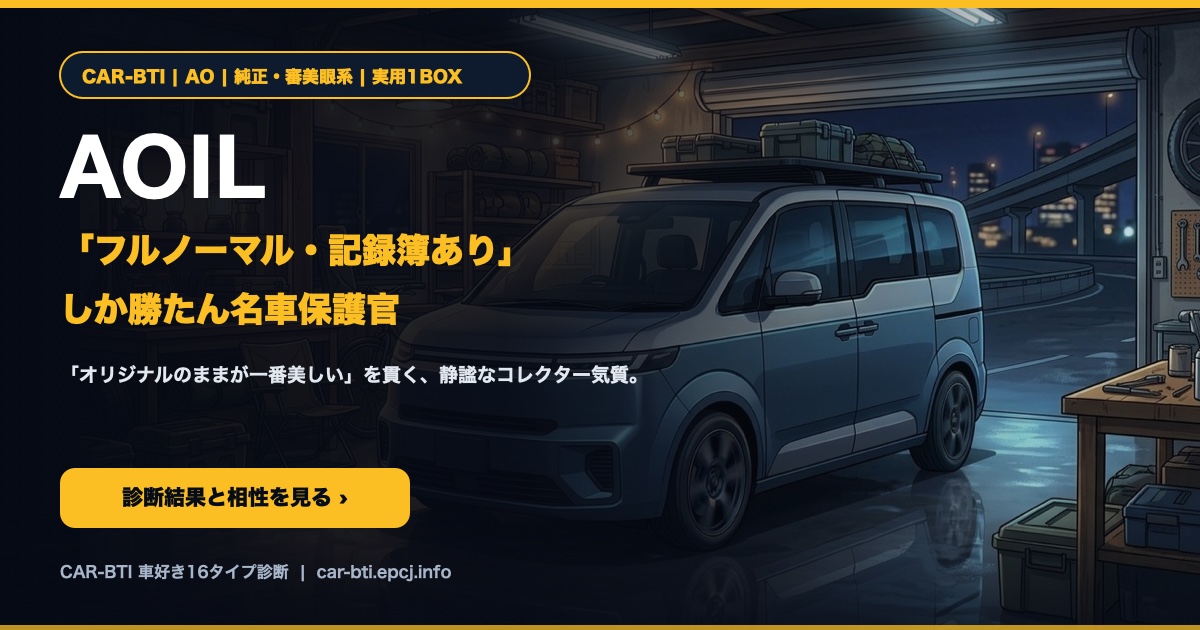 CAR-BTI | AO | 純正・審美眼系 | 実用1BOX
AOIL
「フルノーマル・記録簿あり」
しか勝たん名車保護官
「オリジナルのままが一番美しい」を貫く、静謐なコレクター気質。
診断結果と相性を見る ›
CAR-BTI 車好き16タイプ診断 | car-bti.epcj.info